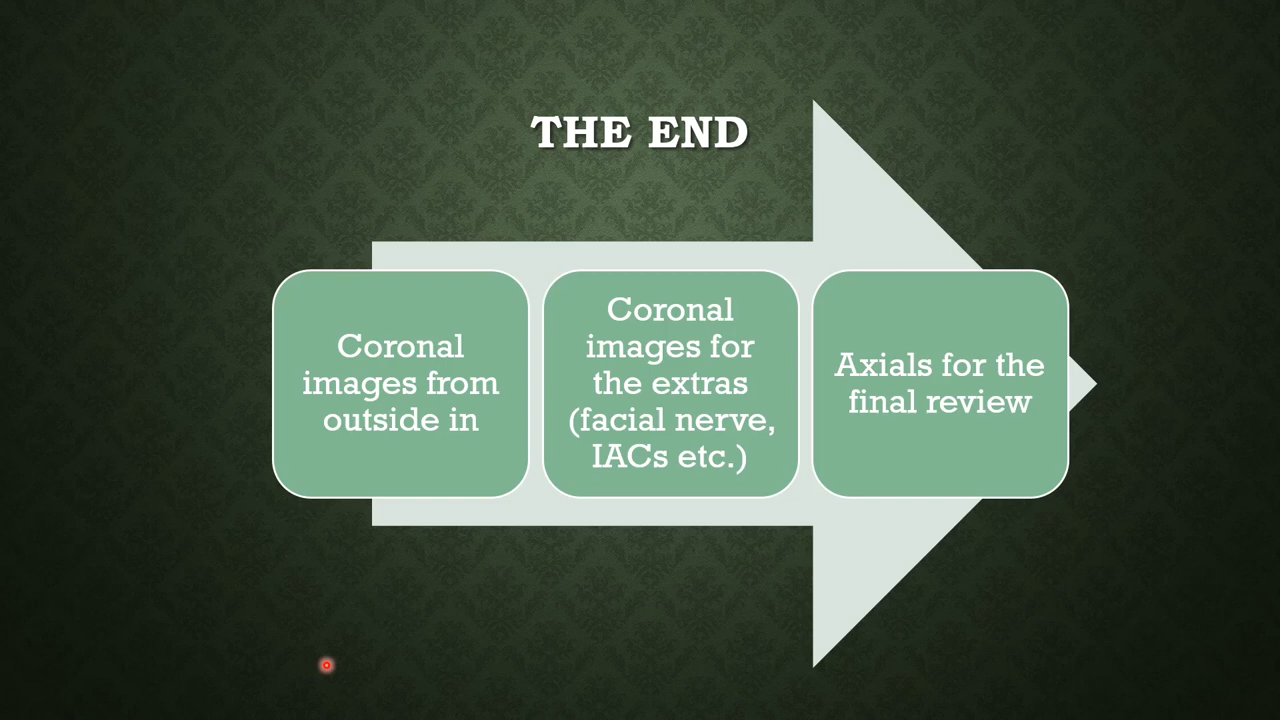 THE END
Coronal
images from
outside in
Coronal
images for
the extras
(facial nerve,
IACs etc.)
Axials for the
final review